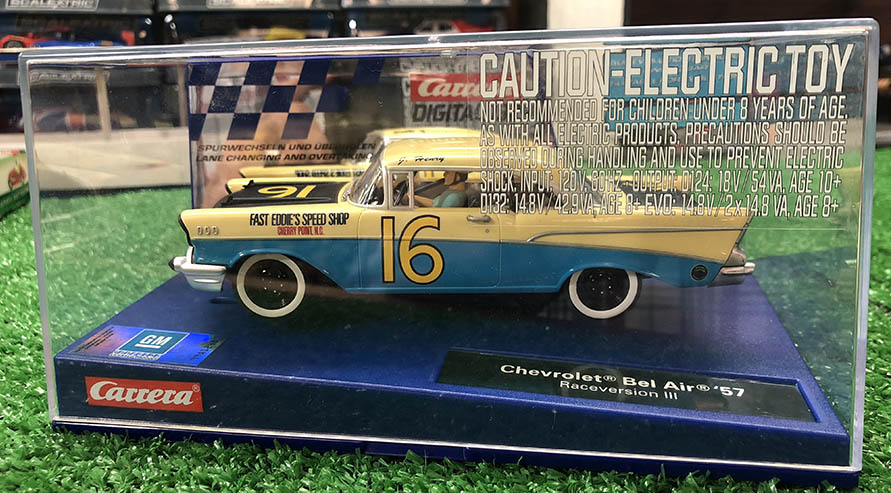 SCALEXTRIC
SCALEXTRIC
CAUTION-ELECTRIC TOY
NOT RECOMMENDED FOR CHILDREN UNDER 8 YEARS OF AGE.
AS WITH ALL ELECTRIC PRODUCTS, PRECAUTIONS SHOULD BE
OBSERVED DURING HANDLING AND USE TO PREVENT ELECTRIC
SHOCK. INPUT: 120V 60HZ, OUTPUT: D124: 18V/54VA, AGE 10+
D132: 14.8V/42.9VA, AGE 8+ EVO: 14.8V/2x14.8 VA, AGE 8+
Carrera
DIGITAL
SPURWECHSELN UND ÜBERHOLEN
LANE CHANGING AND OVERTAKING
G. Henry
16
FAST EDDIE'S SPEED SHOP
CHERRY POINT, N.C.
16
GM
Carrera
Chevrolet® Bel Air® '57
Raceversion III